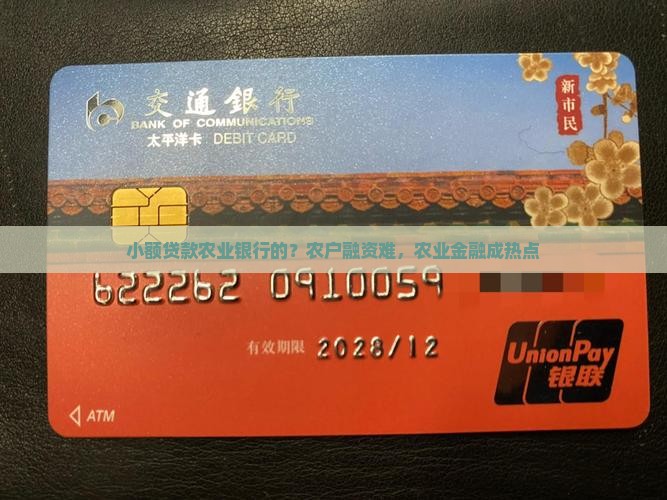 交通銀行
BANK OF COMMUNICATIONS
太平洋卡 DEBIT CARD
新市民
小额贷款农业银行的？农户融资难，农业金融成热点
622262 0910059
有效期限 2028/12
UnionPay
银联
ATM